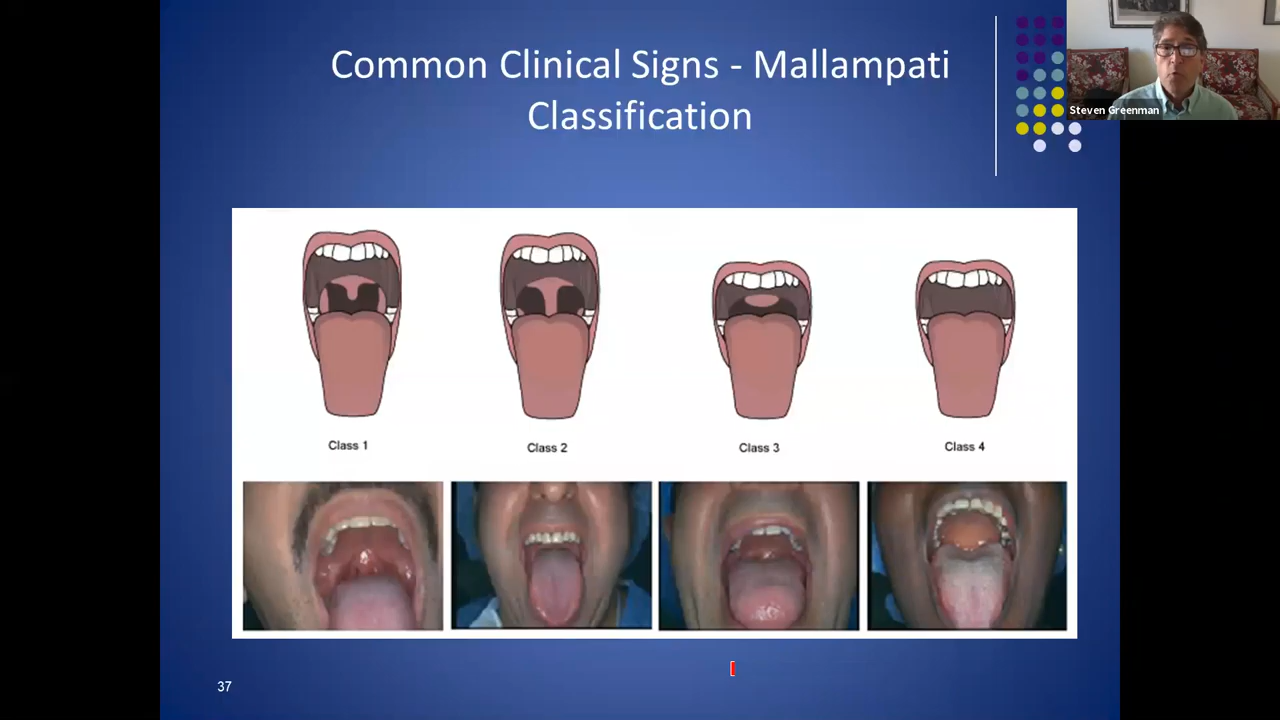 Common Clinical Signs - Mallampati
Classification
Steven Greenman
Class 1
Class 2
Class 3
Class 4
37